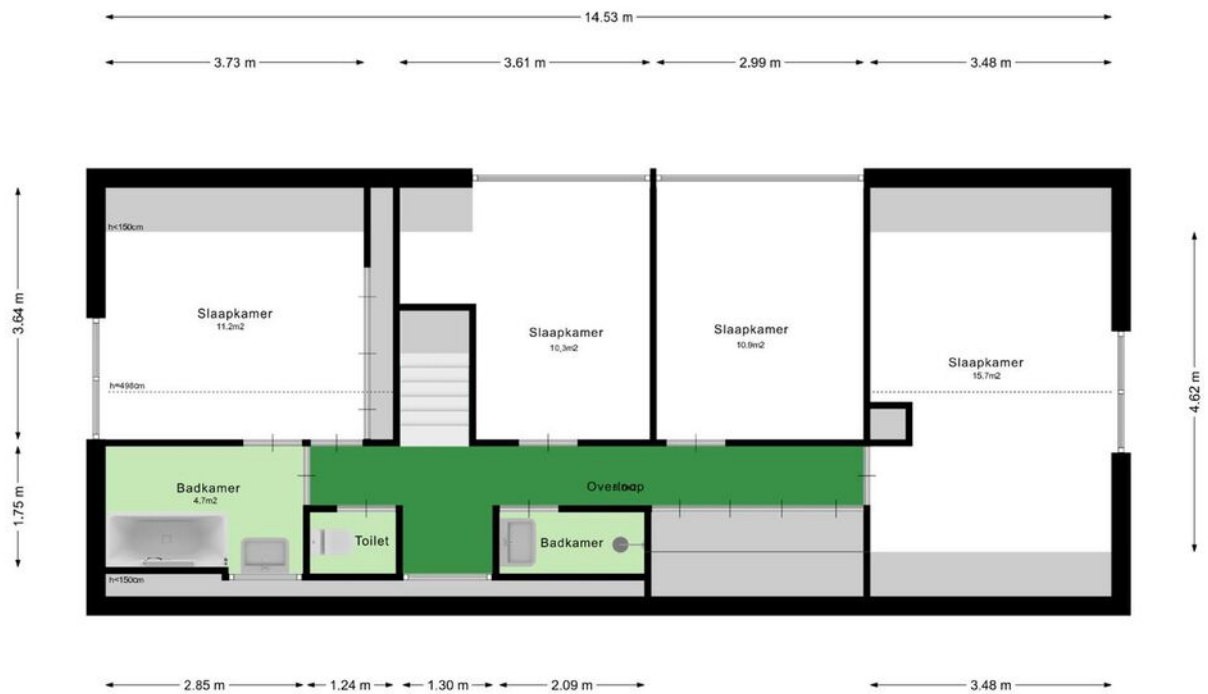 14.53 m
3.73 m
3.61 m
2.99 m
3.48 m
h<150cm
3.64 m
Slaapkamer
11.2m2
Slaapkamer
10,3m2
Slaapkamer
10.9m2
Slaapkamer
15.7m2
h=498cm
4.62 m
1.75 m
Badkamer
4.7m2
Overloop
Toilet
Badkamer
h<150cm
2.85 m
1.24 m
1.30 m
2.09 m
3.48 m